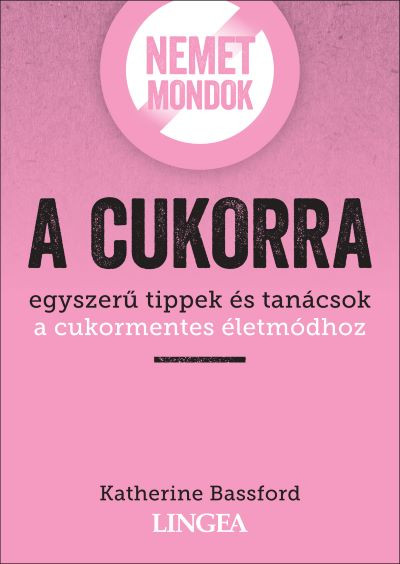 NEMET
MONDOK
A CUKORRA
egyszerű tippek és tanácsok
a cukormentes életmódhoz
Katherine Bassford
LINGEA